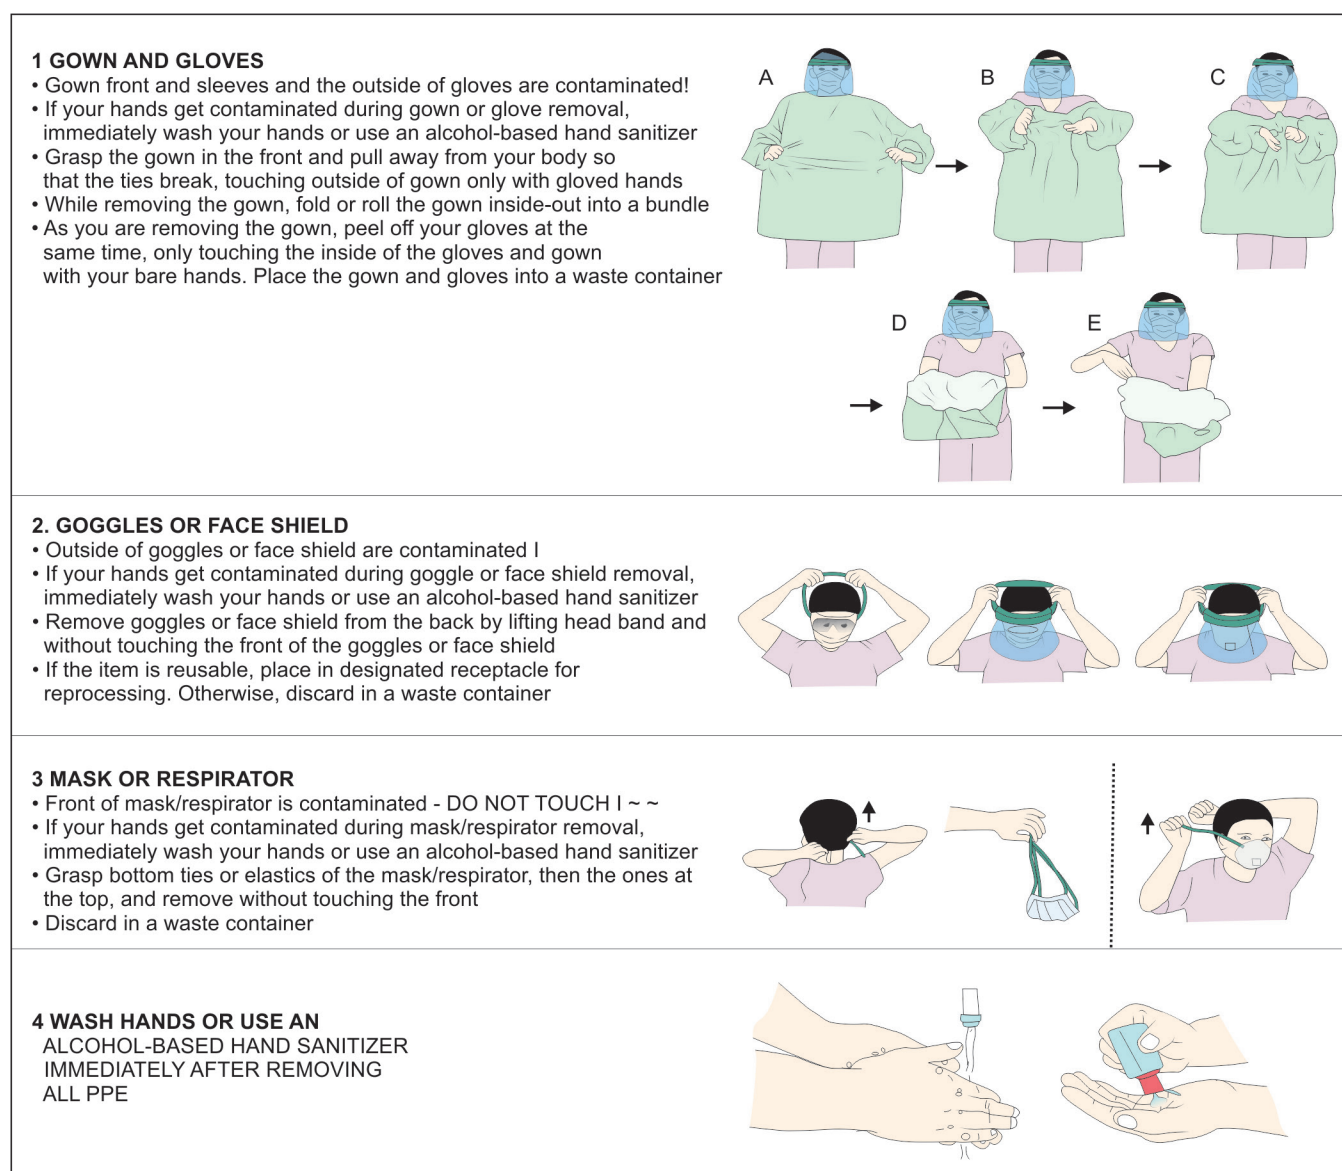 1 GOWN AND GLOVES
• Gown front and sleeves and the outside of gloves are contaminated!
• If your hands get contaminated during gown or glove removal,
immediately wash your hands or use an alcohol-based hand sanitizer
• Grasp the gown in the front and pull away from your body so
that the ties break, touching outside of gown only with gloved hands
• While removing the gown, fold or roll the gown inside-out into a bundle
• As you are removing the gown, peel off your gloves at the
same time, only touching the inside of the gloves and gown
with your bare hands. Place the gown and gloves into a waste container
A
B
C
D
E
2. GOGGLES OR FACE SHIELD
• Outside of goggles or face shield are contaminated I
• If your hands get contaminated during goggle or face shield removal,
immediately wash your hands or use an alcohol-based hand sanitizer
• Remove goggles or face shield from the back by lifting head band and
without touching the front of the goggles or face shield
• If the item is reusable, place in designated receptacle for
reprocessing. Otherwise, discard in a waste container
3 MASK OR RESPIRATOR
• Front of mask/respirator is contaminated - DO NOT TOUCH I ~ ~
• If your hands get contaminated during mask/respirator removal,
immediately wash your hands or use an alcohol-based hand sanitizer
• Grasp bottom ties or elastics of the mask/respirator, then the ones at
the top, and remove without touching the front
• Discard in a waste container
4 WASH HANDS OR USE AN
ALCOHOL-BASED HAND SANITIZER
IMMEDIATELY AFTER REMOVING
ALL PPE